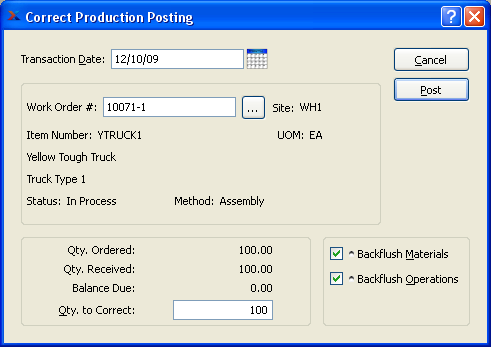 Correct Production Posting
Transaction Date: 12/10/09
Cancel
Post
Work Order #: 10071-1 ... Site: WH1
Item Number: YTRUCK1 UOM: EA
Yellow Tough Truck
Truck Type 1
Status: In Process Method: Assembly
Qty. Ordered: 100.00
Qty. Received: 100.00
Balance Due: 0.00
Qty. to Correct: 100
^ Backflush Materials
^ Backflush Operations